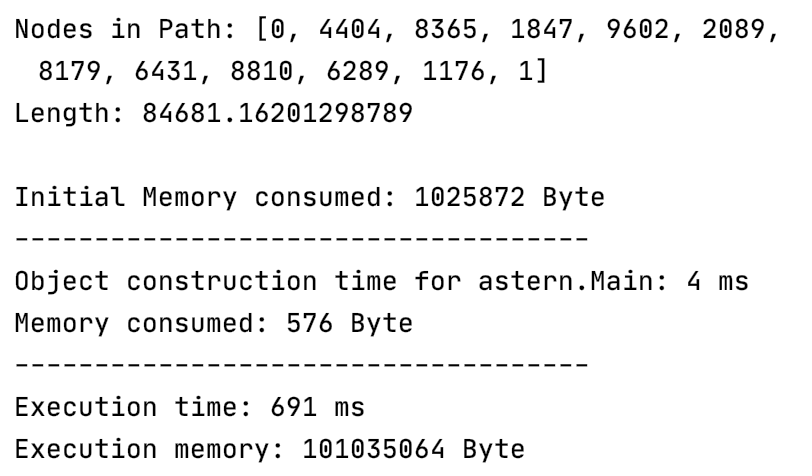 Nodes in Path: [0, 4404, 8365, 1847, 9602, 2089,
8179, 6431, 8810, 6289, 1176, 1]
Length: 84681.16201298789
Initial Memory consumed: 1025872 Byte
------------------------------------
Object construction time for astern.Main: 4 ms
Memory consumed: 576 Byte
------------------------------------
Execution time: 691 ms
Execution memory: 101035064 Byte